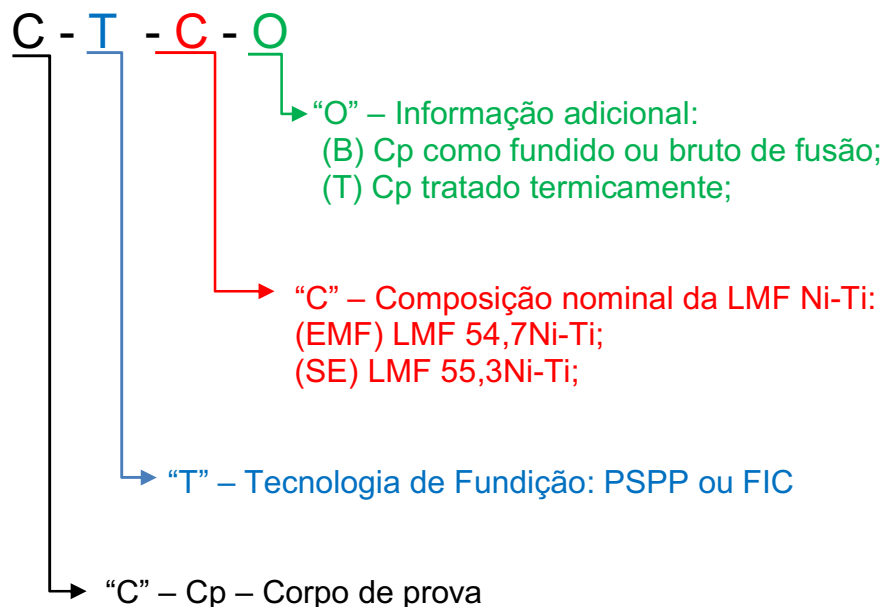 C - T - C - O
“O” – Informação adicional:
(B) Cp como fundido ou bruto de fusão;
(T) Cp tratado termicamente;
“C” – Composição nominal da LMF Ni-Ti:
(EMF) LMF 54,7Ni-Ti;
(SE) LMF 55,3Ni-Ti;
“T” – Tecnologia de Fundição: PSPP ou FIC
“C” – Cp – Corpo de prova